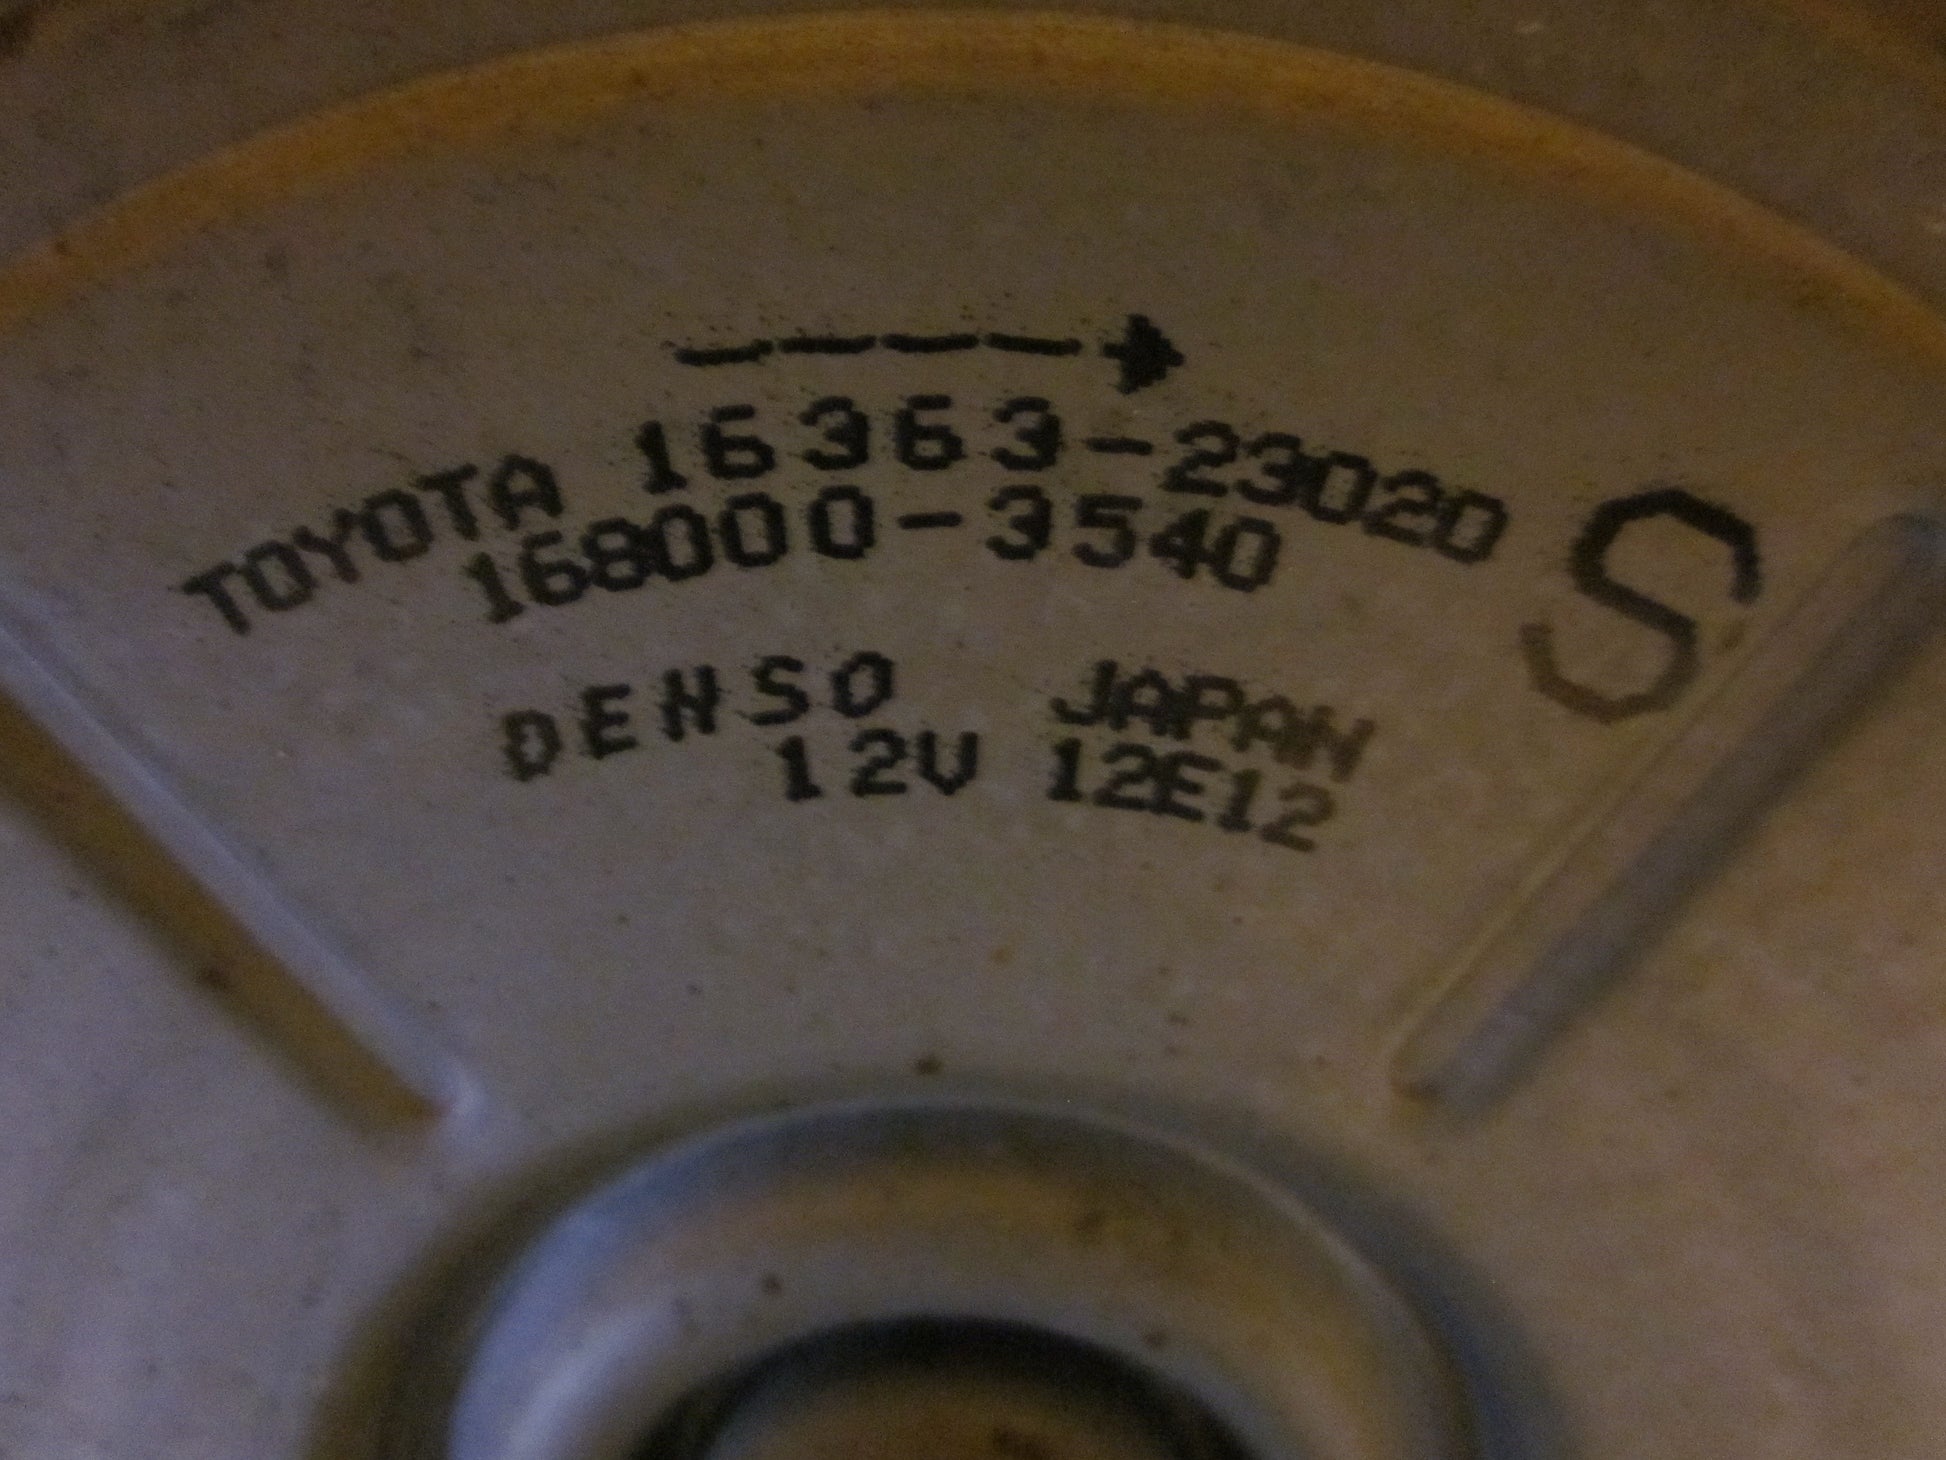 TOYOTA 16363-23020
168000-3540
S
DENSO JAPAN
12V 12E12